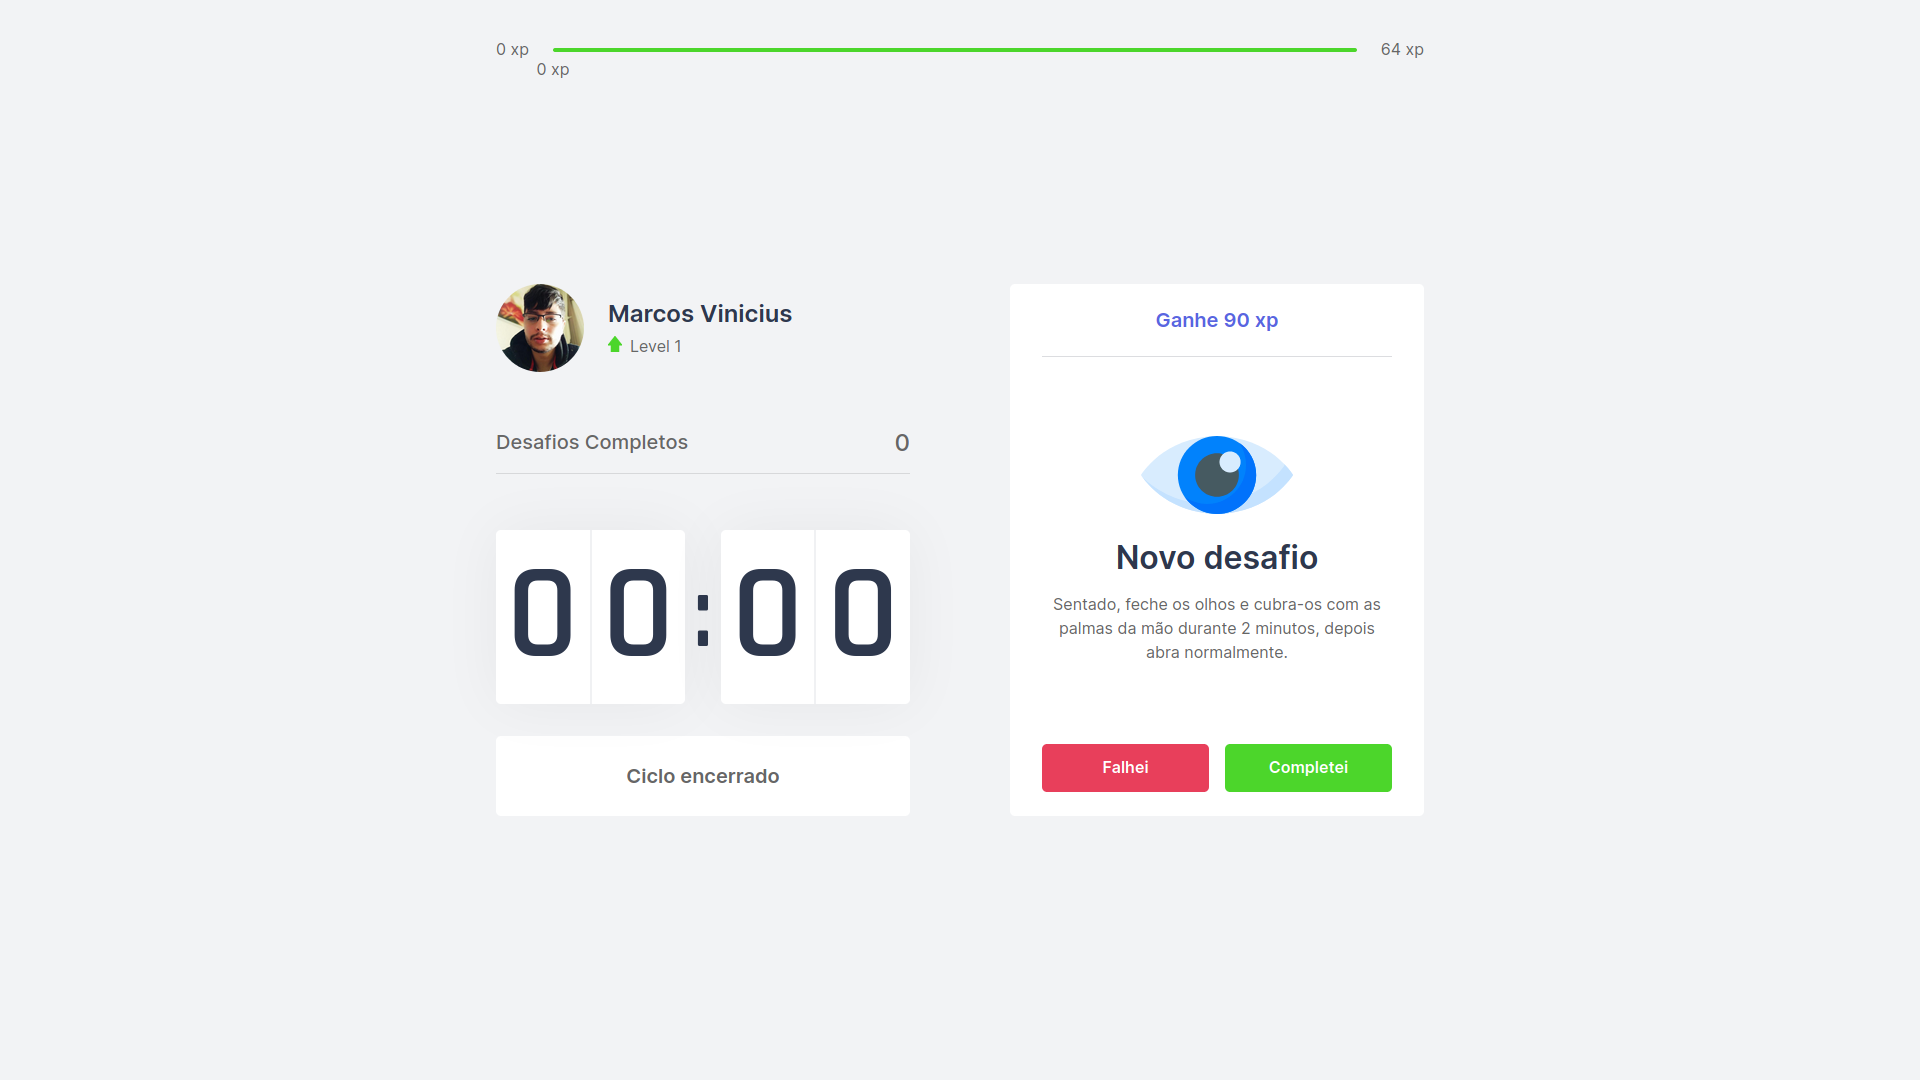 0 xp
64 xp
0 xp
Marcos Vinicius
Level 1
Desafios Completos
0
00:00
Ciclo encerrado
Ganhe 90 xp
Novo desafio
Sentado, feche os olhos e cubra-os com as
palmas da mão durante 2 minutos, depois
abra normalmente.
Falhei
Completei